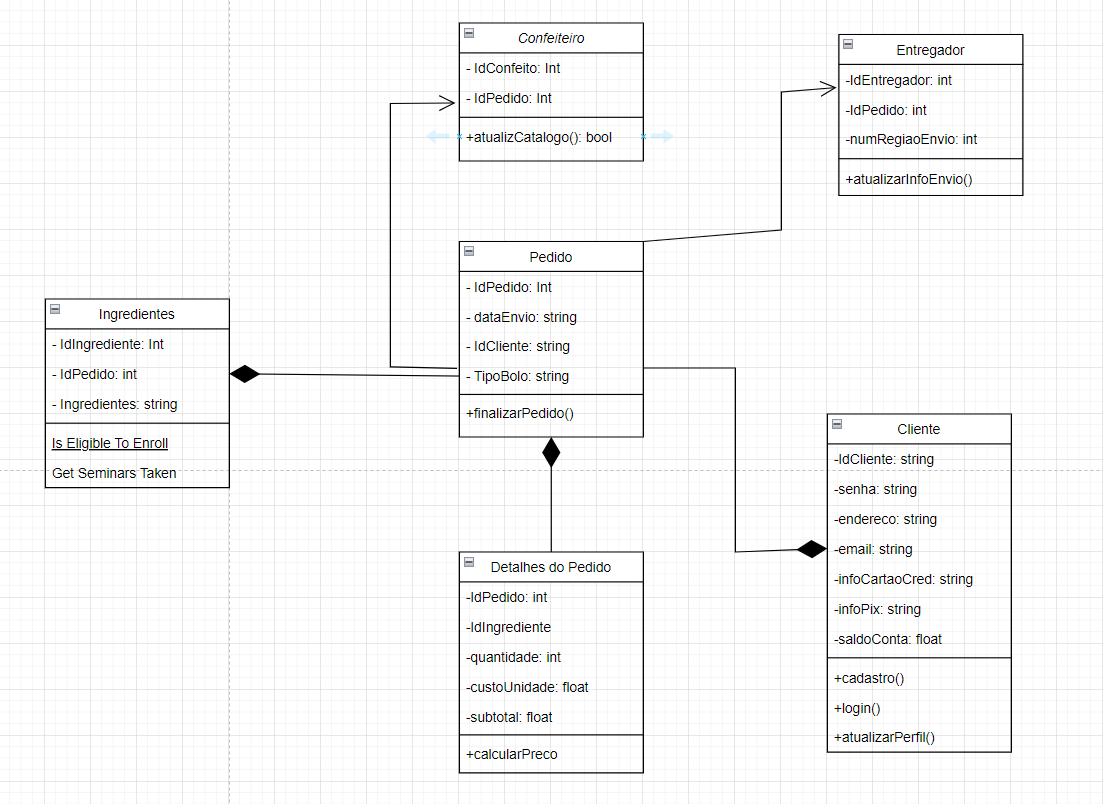 Confeiteiro
- IdConfeito: Int
- IdPedido: Int
+atualizCatalogo(): bool
Entregador
-IdEntregador: int
-IdPedido: int
-numRegiaoEnvio: int
+atualizarInfoEnvio()
Pedido
- IdPedido: Int
- dataEnvio: string
- IdCliente: string
- TipoBolo: string
+finalizarPedido()
Ingredientes
- IdIngrediente: Int
- IdPedido: int
- Ingredientes: string
Is Eligible To Enroll
Get Seminars Taken
Cliente
-IdCliente: string
-senha: string
-endereco: string
-email: string
-infoCartaoCred: string
-infoPix: string
-saldoConta: float
+cadastro()
+login()
+atualizarPerfil()
Detalhes do Pedido
-IdPedido: int
-IdIngrediente
-quantidade: int
-custoUnidade: float
-subtotal: float
+calcularPreco